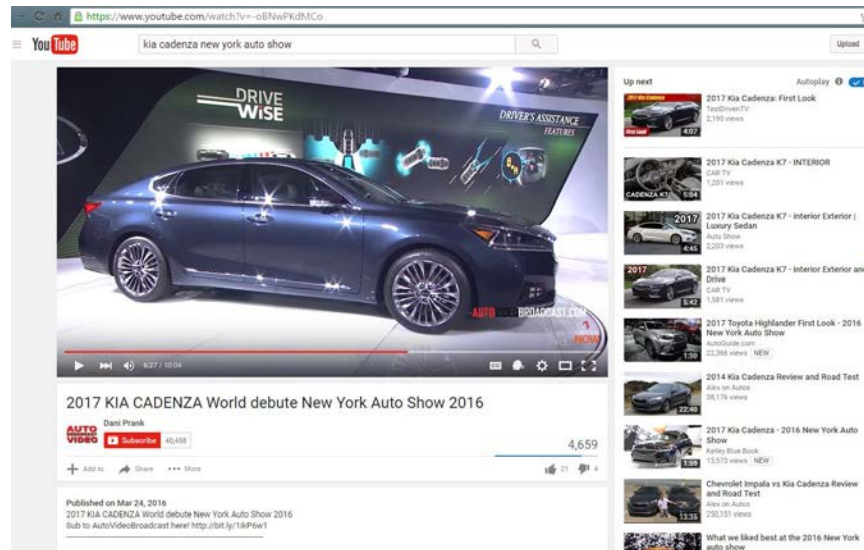 https://www.youtube.com/watch?v=-oBNwPKdMCo
YouTube
kia cadenza new york auto show
Upload
DRIVE
WiSE
DRIVER'S ASSISTANCE
FEATURES
AUTOVIDEOBROADCAST.COM
NOW
6:27 / 10:04
2017 KIA CADENZA World debute New York Auto Show 2016
AUTO
VIDEO
Dani Prank
Subscribe 40,458
4,659
Add to Share More
21 4
Published on Mar 24, 2016
2017 KIA CADENZA World debute New York Auto Show 2016
Sub to AutoVideoBroadcast here! http://bit.ly/1ikP6w1
Up next
Autoplay
2017 Kia Cadenza
First Look
4:07
2017 Kia Cadenza: First Look
TestDrivenTV
2,190 views
CADENZA K7
5:04
2017 Kia Cadenza K7 - INTERIOR
CAR TV
1,201 views
2017
4:45
2017 Kia Cadenza K7 - interior Exterior |
Luxury Sedan
Auto Show
2,203 views
2017
5:42
2017 Kia Cadenza K7 - interior Exterior and
Drive
CAR TV
1,581 views
1:50
2017 Toyota Highlander First Look - 2016
New York Auto Show
AutoGuide.com
22,366 views NEW
22:40
2014 Kia Cadenza Review and Road Test
Alex on Autos
38,176 views
1:59
2017 Kia Cadenza - 2016 New York Auto
Show
Kelley Blue Book
13,573 views NEW
13:35
Chevrolet Impala vs Kia Cadenza Review
and Road Test
Alex on Autos
250,151 views
What we liked best at the 2016 New York
auto show